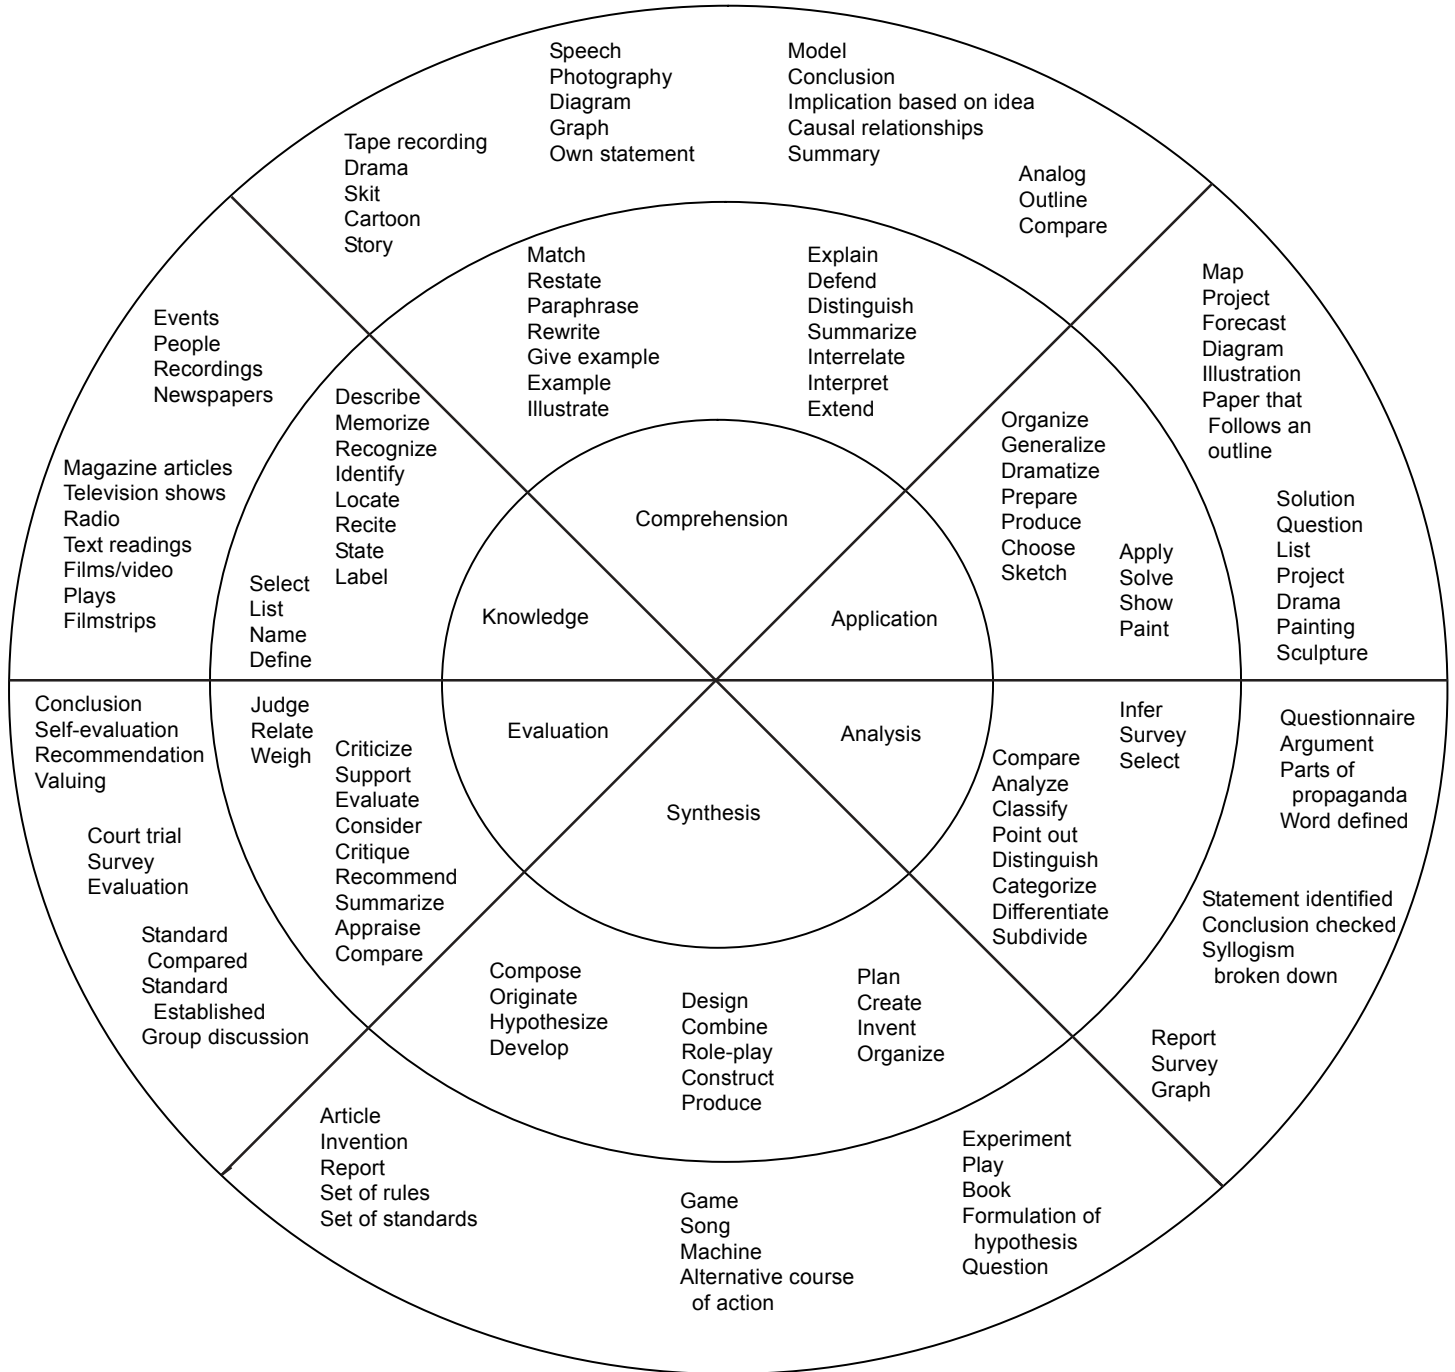 Speech
Photography
Diagram
Graph
Own statement
Model
Conclusion
Implication based on idea
Causal relationships
Summary
Tape recording
Drama
Skit
Cartoon
Story
Analog
Outline
Compare
Match
Restate
Paraphrase
Rewrite
Give example
Example
Illustrate
Explain
Defend
Distinguish
Summarize
Interrelate
Interpret
Extend
Comprehension
Events
People
Recordings
Newspapers
Magazine articles
Television shows
Radio
Text readings
Films/video
Plays
Filmstrips
Describe
Memorize
Recognize
Identify
Locate
Recite
State
Label
Select
List
Name
Define
Knowledge
Application
Organize
Generalize
Dramatize
Prepare
Produce
Choose
Sketch
Apply
Solve
Show
Paint
Map
Project
Forecast
Diagram
Illustration
Paper that
Follows an
outline
Solution
Question
List
Project
Drama
Painting
Sculpture
Conclusion
Self-evaluation
Recommendation
Valuing
Court trial
Survey
Evaluation
Standard
Compared
Standard
Established
Group discussion
Judge
Relate
Weigh
Criticize
Support
Evaluate
Consider
Critique
Recommend
Summarize
Appraise
Compare
Evaluation
Analysis
Infer
Survey
Select
Compare
Analyze
Classify
Point out
Distinguish
Categorize
Differentiate
Subdivide
Questionnaire
Argument
Parts of
propaganda
Word defined
Statement identified
Conclusion checked
Syllogism
broken down
Report
Survey
Graph
Synthesis
Compose
Originate
Hypothesize
Develop
Design
Combine
Role-play
Construct
Produce
Plan
Create
Invent
Organize
Article
Invention
Report
Set of rules
Set of standards
Game
Song
Machine
Alternative course
of action
Experiment
Play
Book
Formulation of
hypothesis
Question